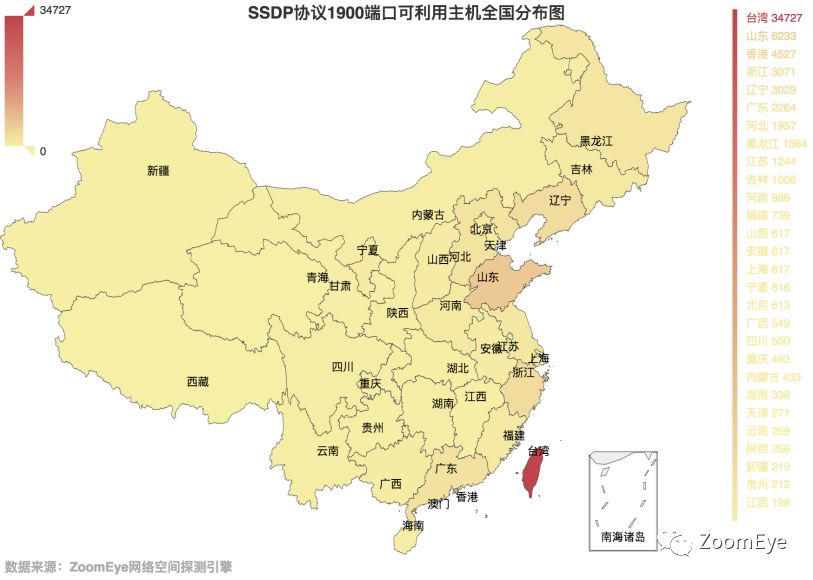 34727
SSDP协议1900端口可利用主机全国分布图
0
台湾 34727
山东 6233
香港 4527
浙江 3071
辽宁 3029
广东 2264
河北 1957
黑龙江 1364
江苏 1244
吉林 1006
河南 986
福建 739
山西 617
安徽 617
上海 617
宁夏 616
北京 613
广西 549
四川 500
重庆 493
内蒙古 433
湖南 338
天津 271
云南 259
陕西 256
新疆 219
贵州 212
江西 198
黑龙江
吉林
新疆
辽宁
内蒙古
北京
天津
宁夏
山西
河北
青海
甘肃
山东
陕西
河南
安徽
江苏
上海
四川
湖北
浙江
西藏
重庆
湖南
江西
贵州
福建
云南
台湾
广东
广西
香港
澳门
海南
南海诸岛
ZoomEye
数据来源：ZoomEye网络空间探测引擎